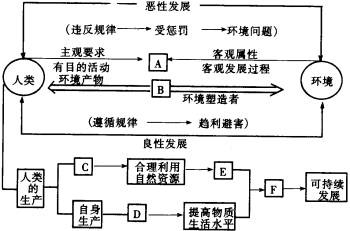 恶性发展
(违反规律 → 受惩罚 → 环境问题)
主观要求
A
客观属性
人类
有目的活动
客观发展过程
环境
环境产物
B
环境塑造者
(遵循规律 → 趋利避害)
良性发展
人类的生产
C
合理利用
自然资源
E
F
可持续
发展
自身
生产
D
提高物质
生活水平